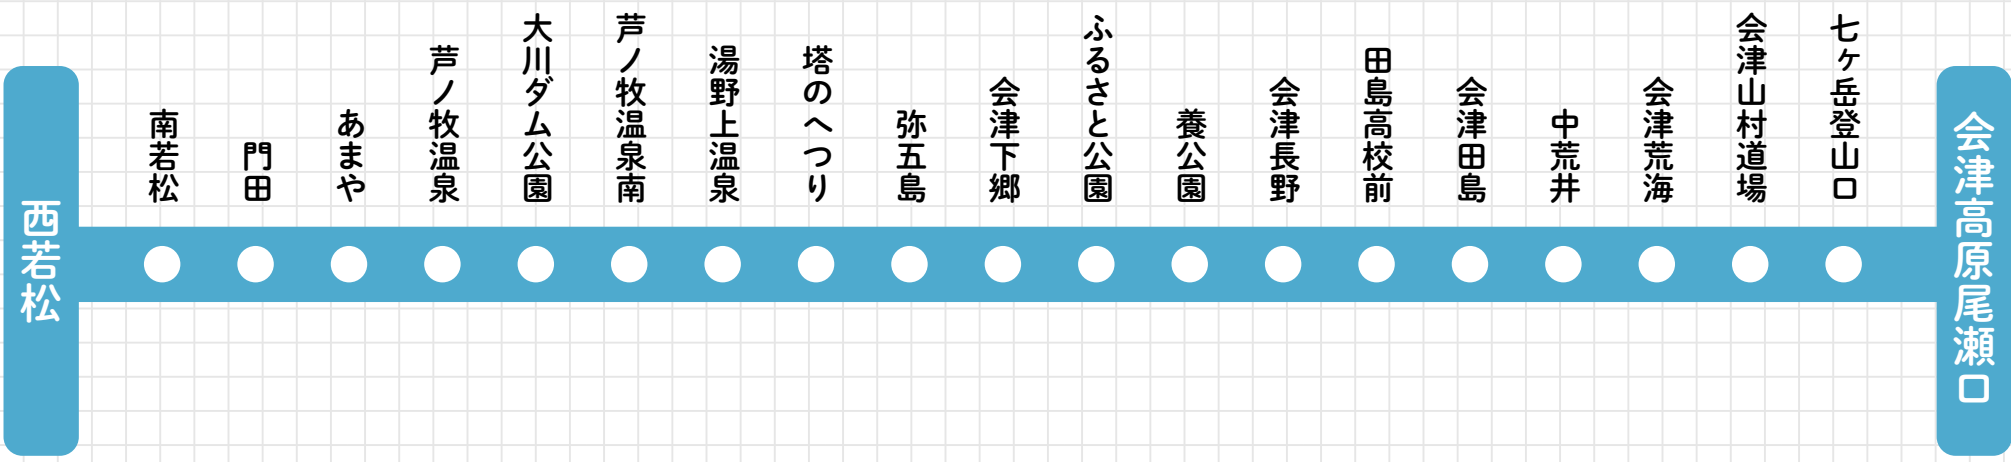 西若松
南若松
門田
あまや
芦ノ牧温泉
大川ダム公園
芦ノ牧温泉南
湯野上温泉
塔のへつり
弥五島
会津下郷
ふるさと公園
養公園
会津長野
田島高校前
会津田島
中荒井
会津荒海
会津山村道場
七ヶ岳登山口
会津高原尾瀬口